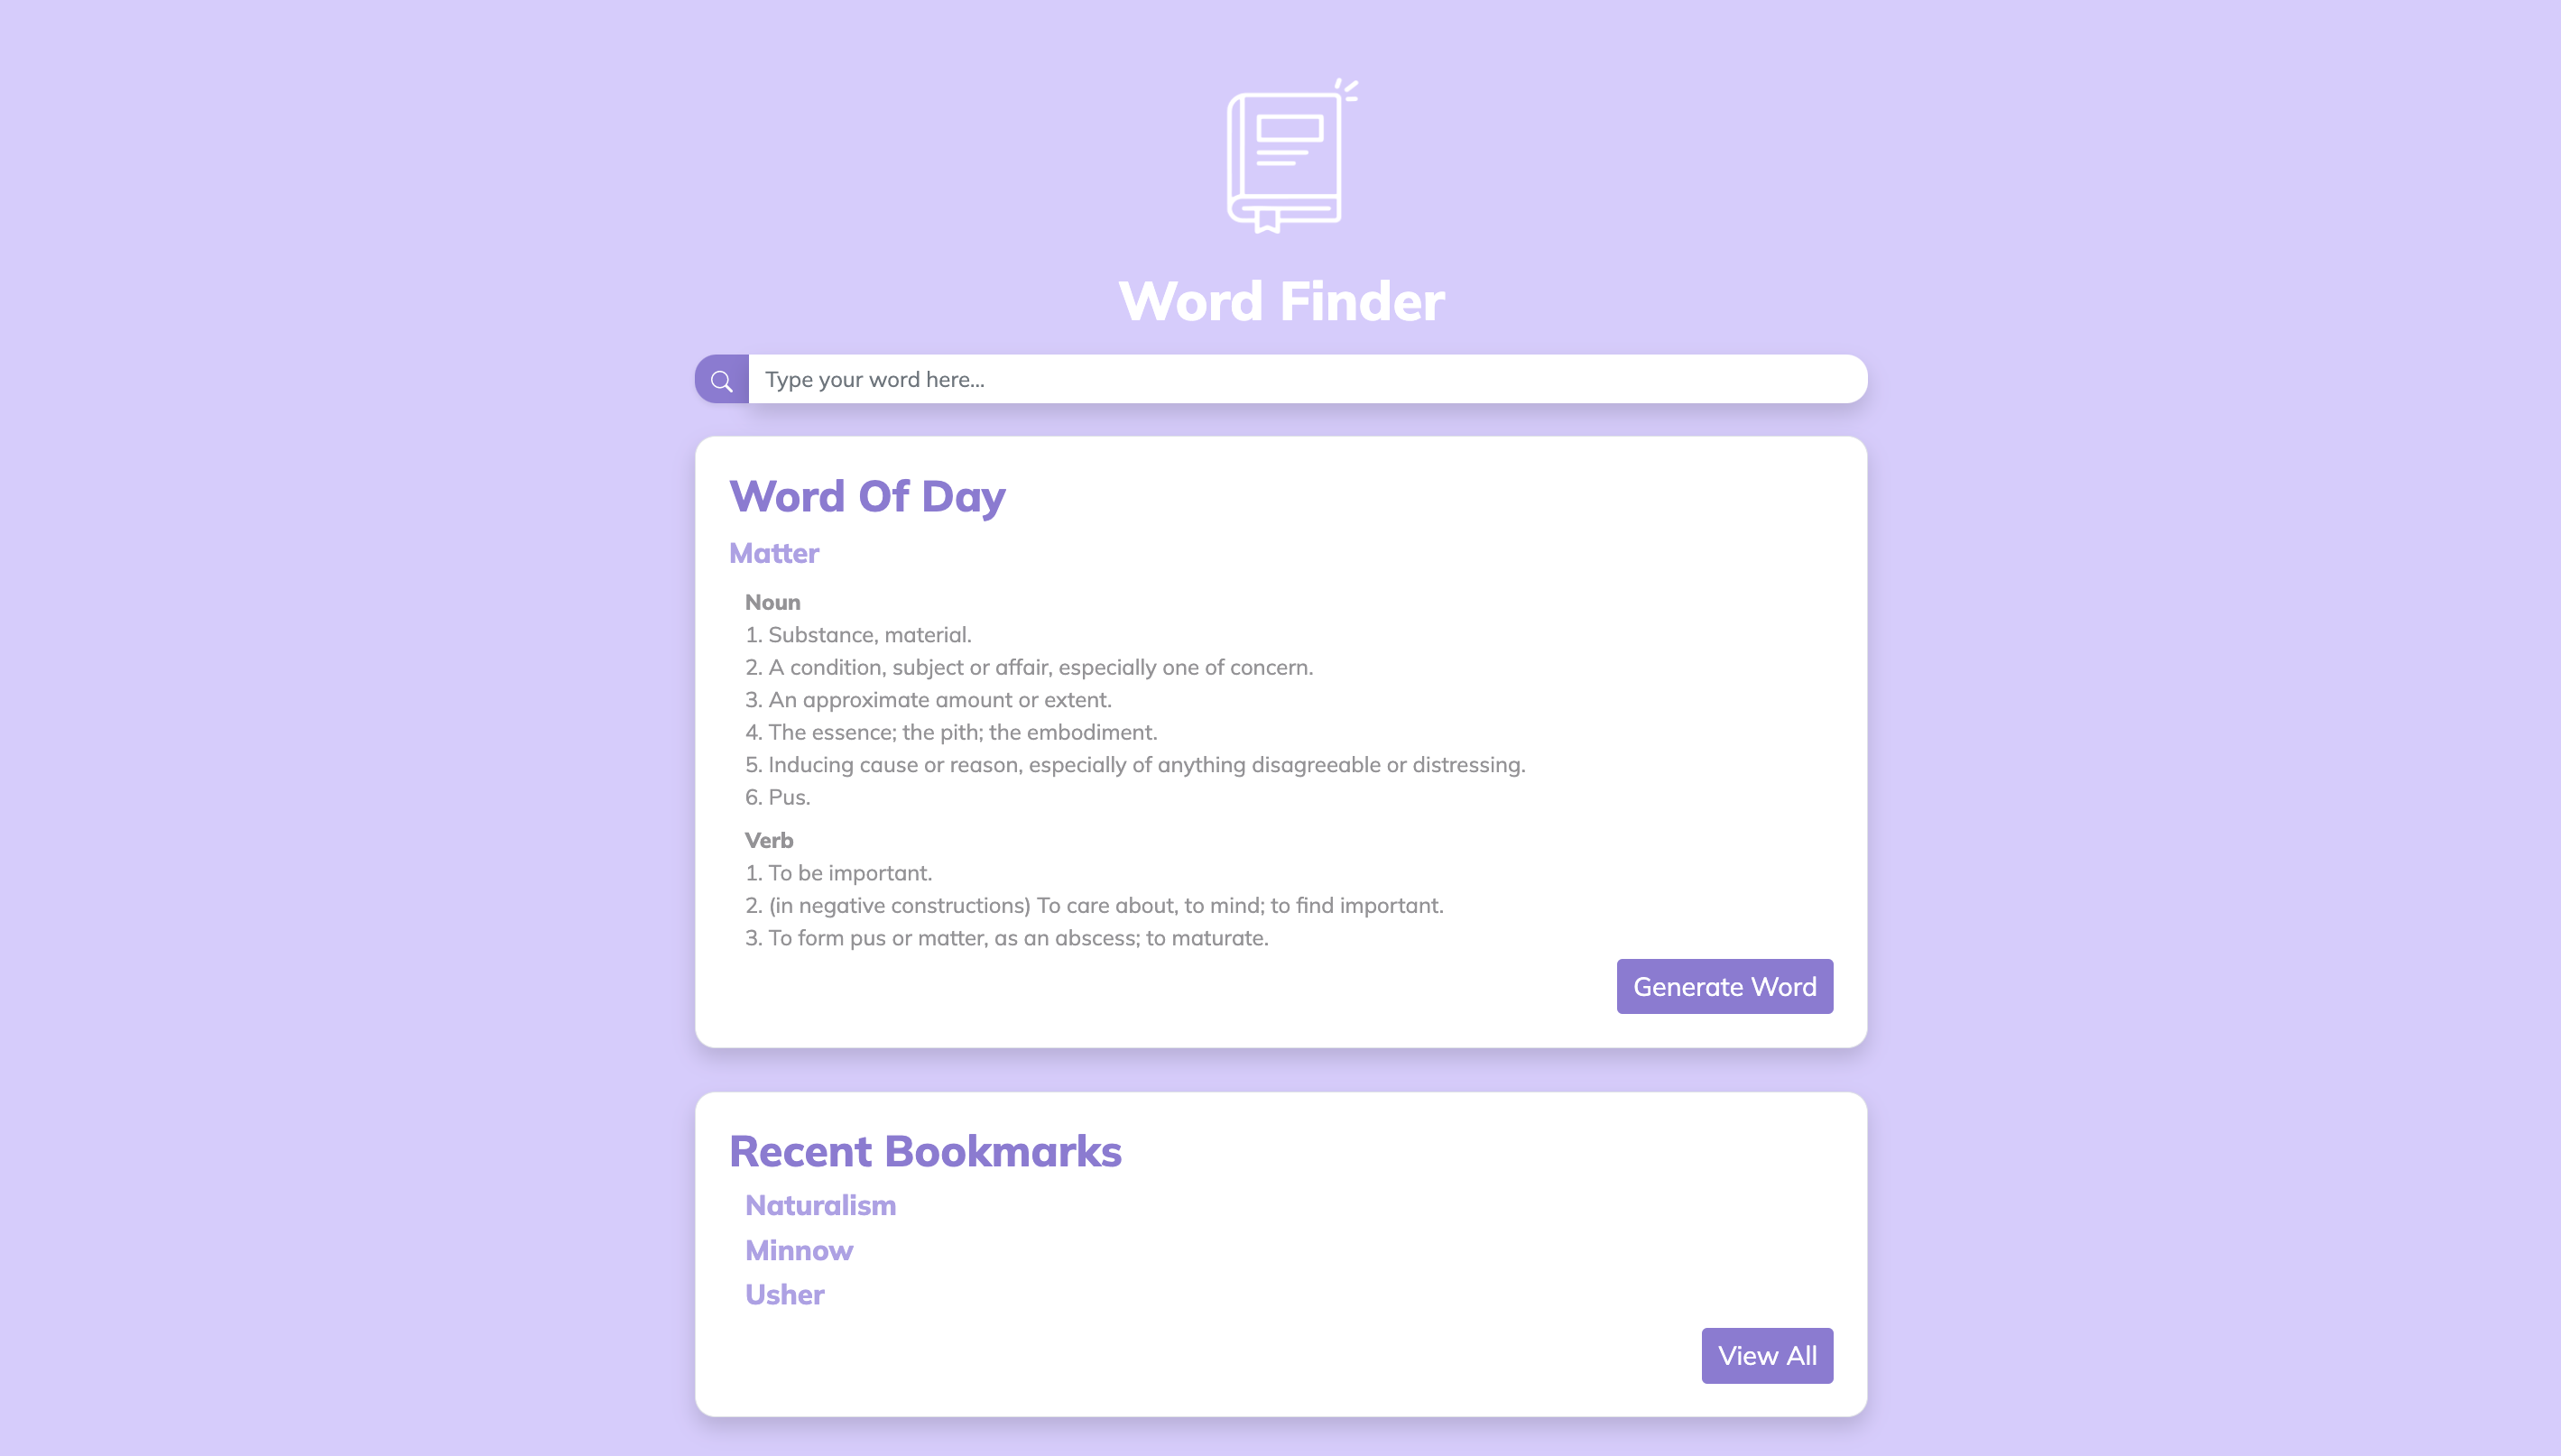 Word Finder
Type your word here...
Word Of Day
Matter
Noun
1. Substance, material.
2. A condition, subject or affair, especially one of concern.
3. An approximate amount or extent.
4. The essence; the pith; the embodiment.
5. Inducing cause or reason, especially of anything disagreeable or distressing.
6. Pus.
Verb
1. To be important.
2. (in negative constructions) To care about, to mind; to find important.
3. To form pus or matter, as an abscess; to maturate.
Generate Word
Recent Bookmarks
Naturalism
Minnow
Usher
View All